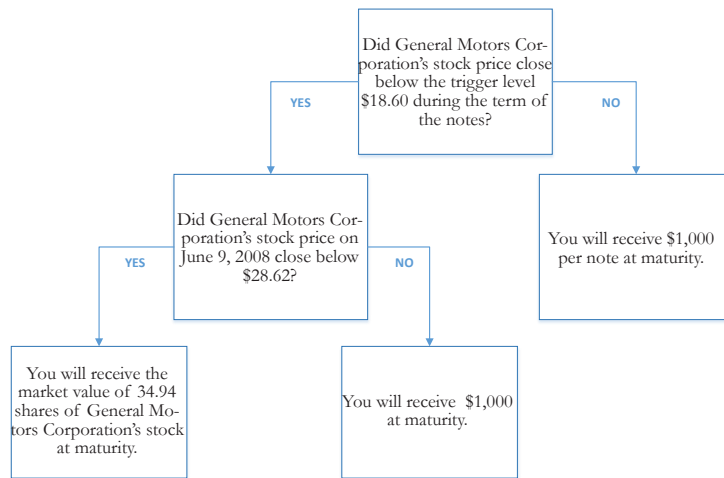 Did General Motors Cor-
poration's stock price close
below the trigger level
$18.60 during the term of
the notes?
YES
NO
Did General Motors Cor-
poration's stock price on
June 9, 2008 close below
$28.62?
You will receive $1,000
per note at maturity.
YES
NO
You will receive the
market value of 34.94
shares of General Mo-
tors Corporation's stock
at maturity.
You will receive $1,000
at maturity.